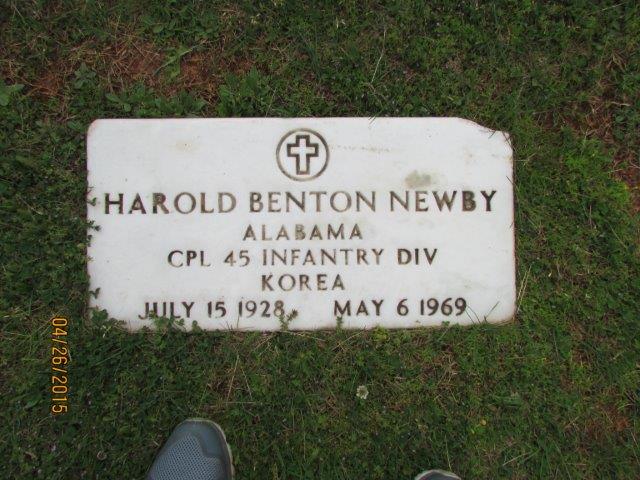 HAROLD BENTON NEWBY
ALABAMA
CPL 45 INFANTRY DIV
KOREA
JULY 15 1928 MAY 6 1969
04/26/2015